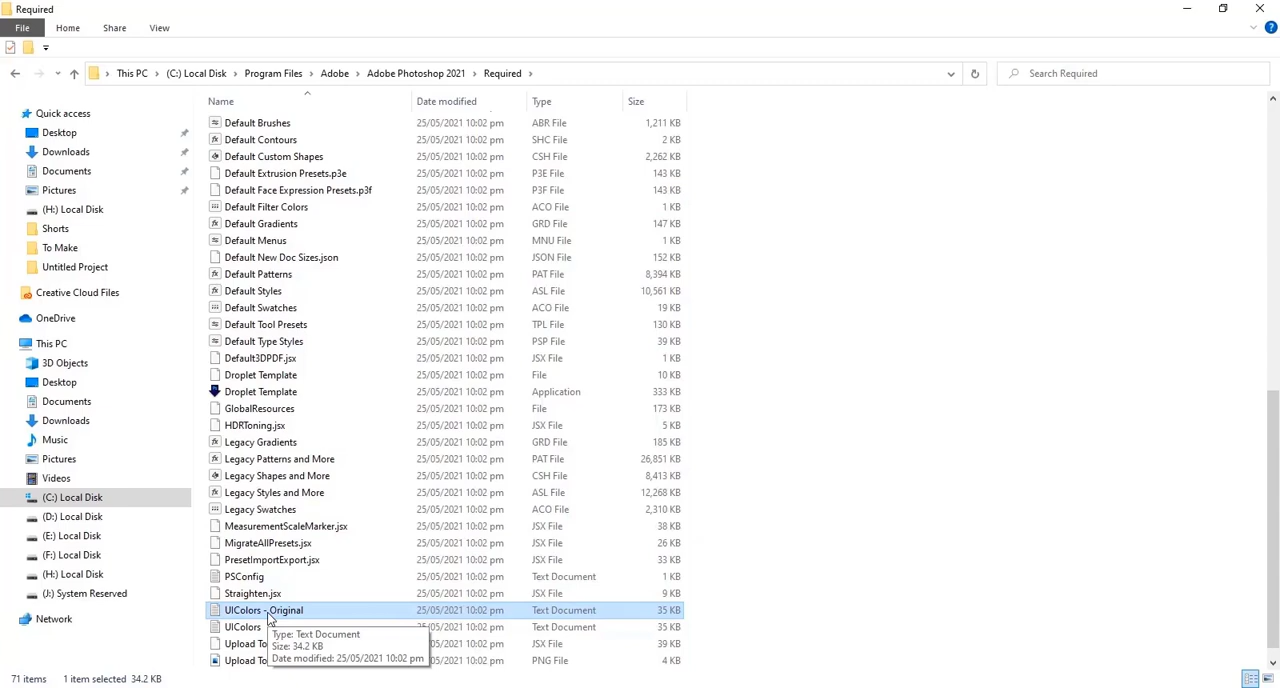 Required
File Home Share View
This PC > (C:) Local Disk > Program Files > Adobe > Adobe Photoshop 2021 > Required >
Search Required
Quick access
Desktop
Downloads
Documents
Pictures
(H:) Local Disk
Shorts
To Make
Untitled Project
Creative Cloud Files
OneDrive
This PC
3D Objects
Desktop
Documents
Downloads
Music
Pictures
Videos
(C:) Local Disk
(D:) Local Disk
(E:) Local Disk
(F:) Local Disk
(H:) Local Disk
(J:) System Reserved
Network
Name Date modified Type Size
Default Brushes 25/05/2021 10:02 pm ABR File 1,211 KB
Default Contours 25/05/2021 10:02 pm SHC File 2 KB
Default Custom Shapes 25/05/2021 10:02 pm CSH File 2,262 KB
Default Extrusion Presets.p3e 25/05/2021 10:02 pm P3E File 143 KB
Default Face Expression Presets.p3f 25/05/2021 10:02 pm P3F File 143 KB
Default Filter Colors 25/05/2021 10:02 pm ACO File 1 KB
Default Gradients 25/05/2021 10:02 pm GRD File 147 KB
Default Menus 25/05/2021 10:02 pm MNU File 1 KB
Default New Doc Sizes.json 25/05/2021 10:02 pm JSON File 152 KB
Default Patterns 25/05/2021 10:02 pm PAT File 8,394 KB
Default Styles 25/05/2021 10:02 pm ASL File 10,561 KB
Default Swatches 25/05/2021 10:02 pm ACO File 19 KB
Default Tool Presets 25/05/2021 10:02 pm TPL File 130 KB
Default Type Styles 25/05/2021 10:02 pm PSP File 39 KB
Default3DPDF.jsx 25/05/2021 10:02 pm JSX File 1 KB
Droplet Template 25/05/2021 10:02 pm File 10 KB
Droplet Template 25/05/2021 10:02 pm Application 333 KB
GlobalResources 25/05/2021 10:02 pm File 173 KB
HDRToning.jsx 25/05/2021 10:02 pm JSX File 5 KB
Legacy Gradients 25/05/2021 10:02 pm GRD File 185 KB
Legacy Patterns and More 25/05/2021 10:02 pm PAT File 26,851 KB
Legacy Shapes and More 25/05/2021 10:02 pm CSH File 8,413 KB
Legacy Styles and More 25/05/2021 10:02 pm ASL File 12,268 KB
Legacy Swatches 25/05/2021 10:02 pm ACO File 2,310 KB
MeasurementScaleMarker.jsx 25/05/2021 10:02 pm JSX File 38 KB
MigrateAllPresets.jsx 25/05/2021 10:02 pm JSX File 26 KB
PresetImportExport.jsx 25/05/2021 10:02 pm JSX File 33 KB
PSConfig 25/05/2021 10:02 pm Text Document 1 KB
Straighten.jsx 25/05/2021 10:02 pm JSX File 9 KB
UIColors - Original 25/05/2021 10:02 pm Text Document 35 KB
UIColors 25/05/2021 10:02 pm Text Document 35 KB
Upload To 05/2021 10:02 pm JSX File 39 KB
Upload To 05/2021 10:02 pm PNG File 4 KB
Type: Text Document
Size: 34.2 KB
Date modified: 25/05/2021 10:02 pm
71 items 1 item selected 34.2 KB